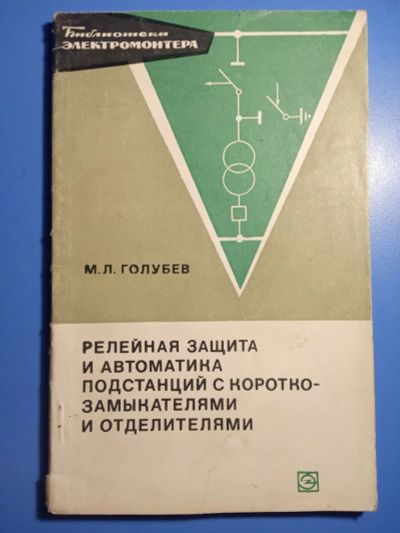 Библиотека
ЭЛЕКТРОМОНТЕРА
М.Л. ГОЛУБЕВ
РЕЛЕЙНАЯ ЗАЩИТА
И АВТОМАТИКА
ПОДСТАНЦИЙ С КОРОТКО-
ЗАМЫКАТЕЛЯМИ
И ОТДЕЛИТЕЛЯМИ